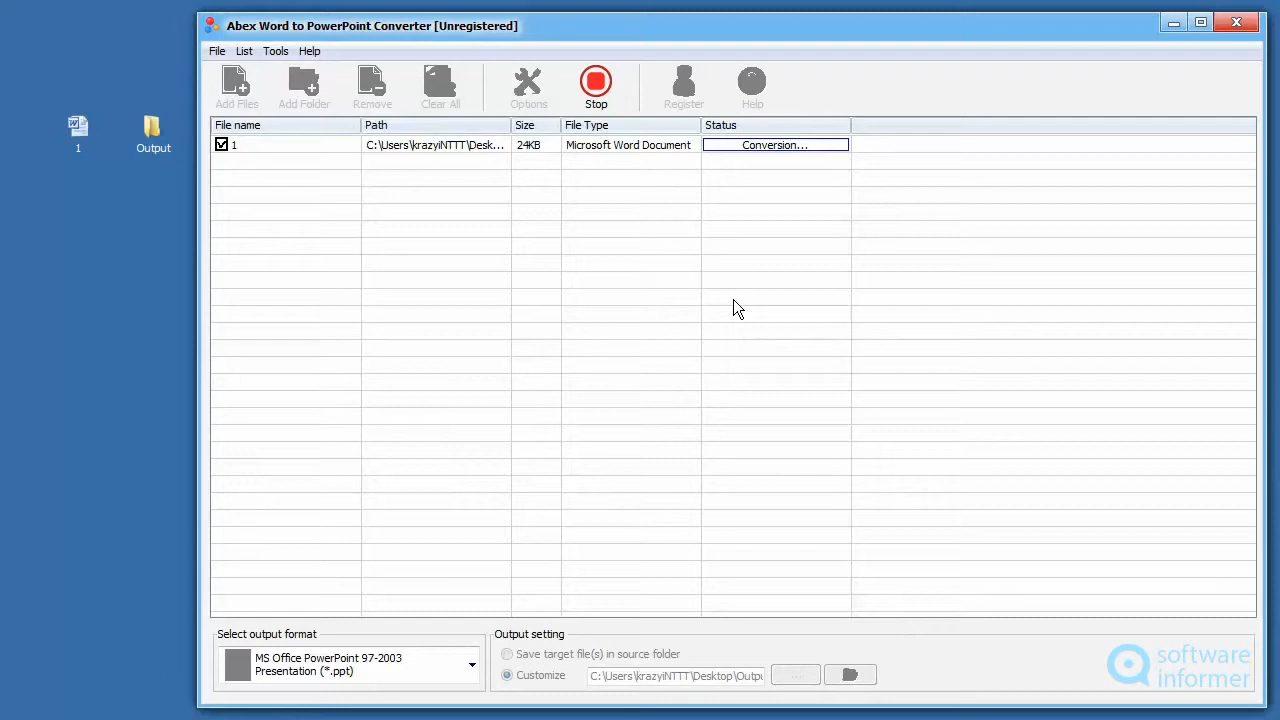 Abex Word to PowerPoint Converter [Unregistered]
File List Tools Help
Add Files Add Folder Remove Clear All Options Stop Register Help
File name Path Size File Type Status
1 C:\Users\krazyiNTTT\Desk... 24KB Microsoft Word Document Conversion...
1 Output
Select output format
MS Office PowerPoint 97-2003
Presentation (*.ppt)
Output setting
Save target file(s) in source folder
Customize C:\Users\krazyiNTTT\Desktop\Outpu ...
software
informer